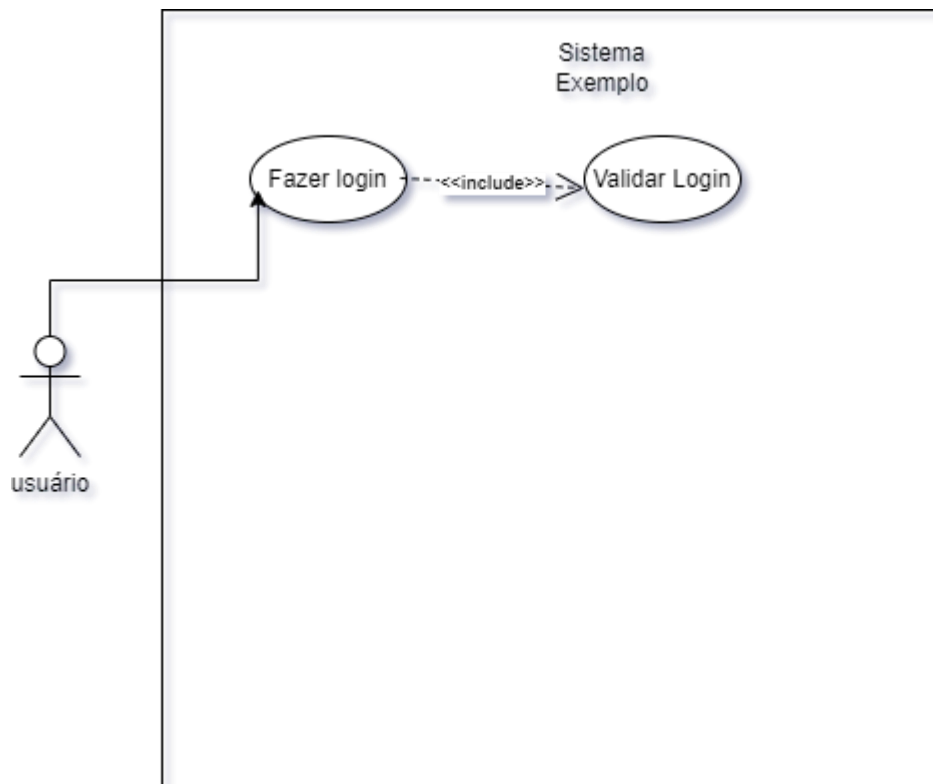 Sistema
Exemplo
Fazer login
<<include>>
Validar Login
usuário